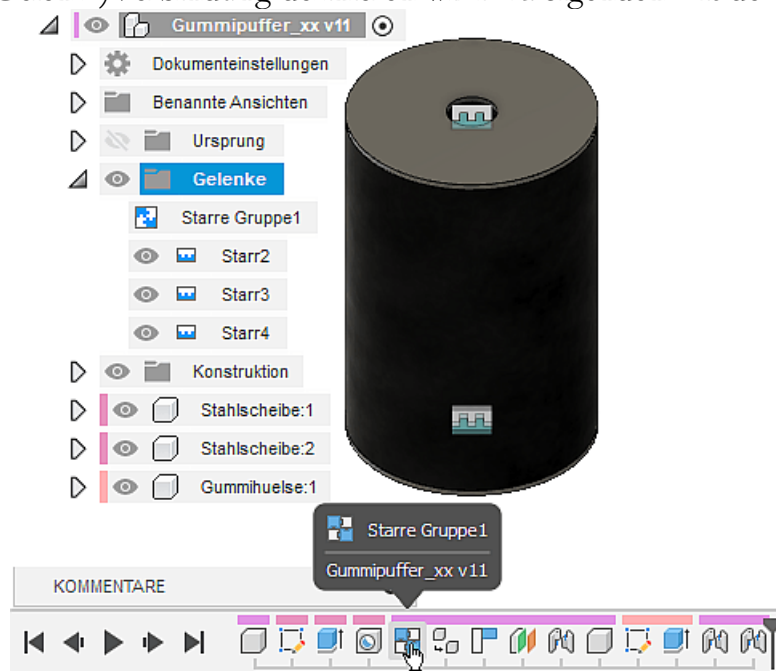 Gummipuffer_xx v11
Dokumenteinstellungen
Benannte Ansichten
Ursprung
Gelenke
Starre Gruppe1
Starr2
Starr3
Starr4
Konstruktion
Stahlscheibe:1
Stahlscheibe:2
Gummihuelse:1
Starre Gruppe1
Gummipuffer_xx v11
KOMMENTARE